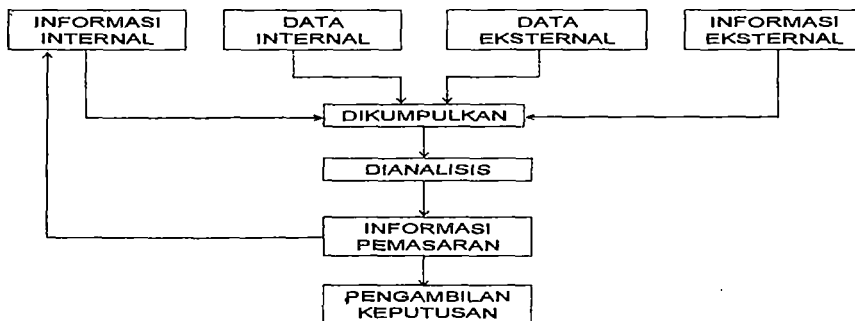 INFORMASI
INTERNAL
DATA
INTERNAL
DATA
EKSTERNAL
INFORMASI
EKSTERNAL
DIKUMPULKAN
DIANALISIS
INFORMASI
PEMASARAN
PENGAMBILAN
KEPUTUSAN